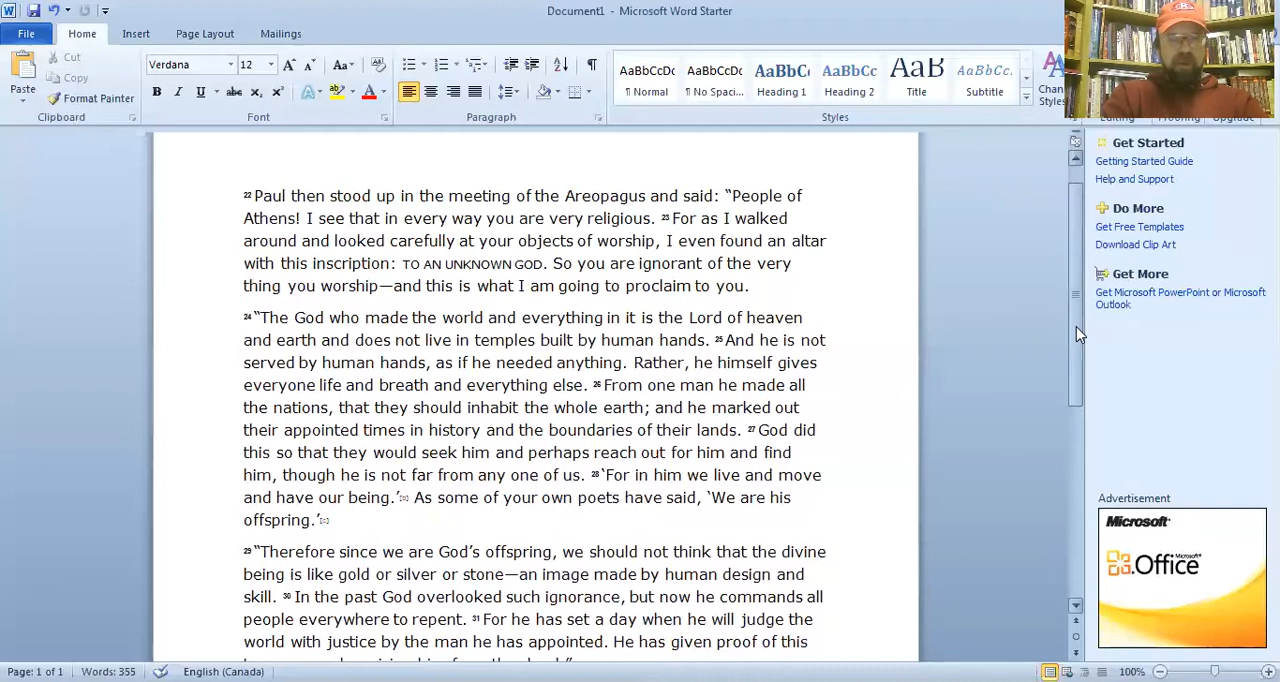 Document1 - Microsoft Word Starter
File
Home
Insert
Page Layout
Mailings
Paste
Cut
Copy
Format Painter
Clipboard
Verdana
12
Font
Paragraph
AaBbCcDc
¶ Normal
AaBbCcDc
¶ No Spaci...
AaBbC
Heading 1
AaBbCc
Heading 2
AaB
Title
AaBbCc.
Subtitle
Styles
22 Paul then stood up in the meeting of the Areopagus and said: “People of
Athens! I see that in every way you are very religious. 23 For as I walked
around and looked carefully at your objects of worship, I even found an altar
with this inscription: TO AN UNKNOWN GOD. So you are ignorant of the very
thing you worship—and this is what I am going to proclaim to you.
24 “The God who made the world and everything in it is the Lord of heaven
and earth and does not live in temples built by human hands. 25 And he is not
served by human hands, as if he needed anything. Rather, he himself gives
everyone life and breath and everything else. 26 From one man he made all
the nations, that they should inhabit the whole earth; and he marked out
their appointed times in history and the boundaries of their lands. 27 God did
this so that they would seek him and perhaps reach out for him and find
him, though he is not far from any one of us. 28 ‘For in him we live and move
and have our being.’ As some of your own poets have said, ‘We are his
offspring.’
29 “Therefore since we are God’s offspring, we should not think that the divine
being is like gold or silver or stone—an image made by human design and
skill. 30 In the past God overlooked such ignorance, but now he commands all
people everywhere to repent. 31 For he has set a day when he will judge the
world with justice by the man he has appointed. He has given proof of this
Get Started
Getting Started Guide
Help and Support
Do More
Get Free Templates
Download Clip Art
Get More
Get Microsoft PowerPoint or Microsoft
Outlook
Advertisement
Microsoft
Microsoft
Office
Page: 1 of 1
Words: 355
English (Canada)
100%